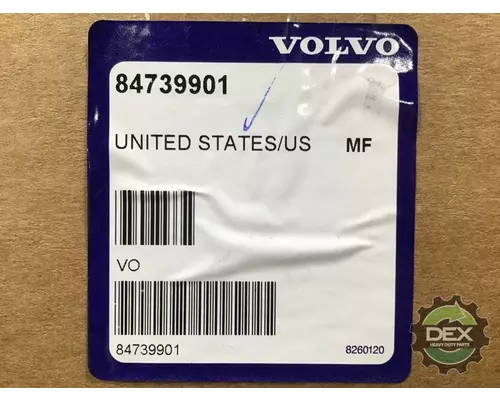 VOLVO
84739901
UNITED STATES/US MF
VO
84739901 8260120
DEX
HEAVY DUTY PARTS